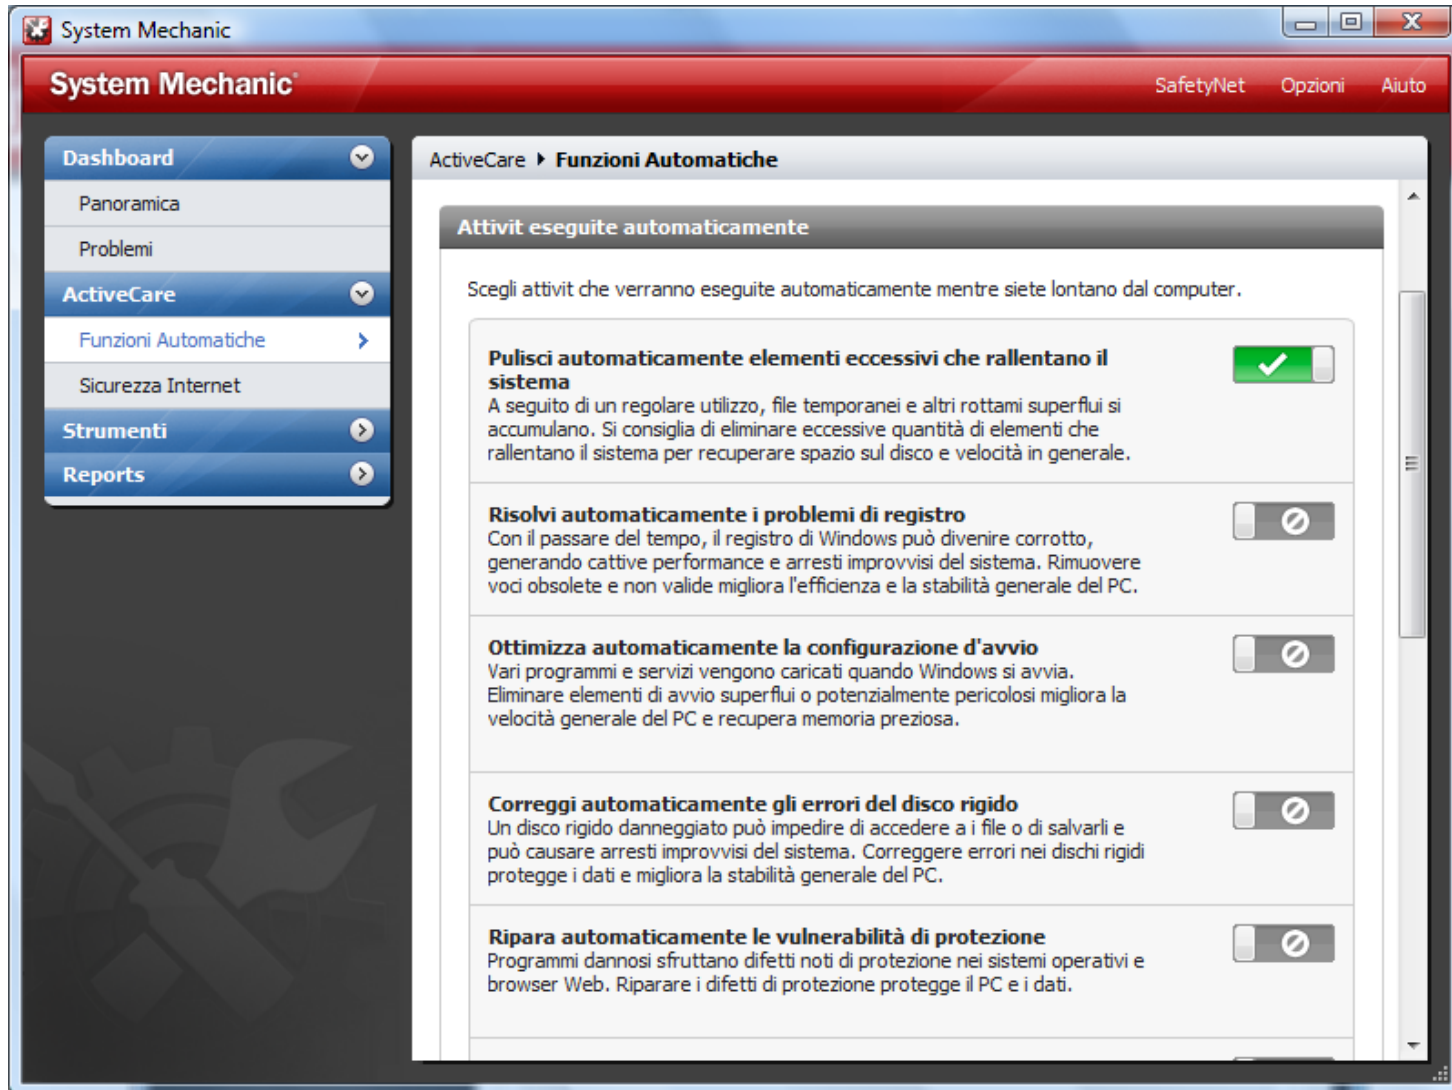 System Mechanic
System Mechanic®
SafetyNet Opzioni Aiuto
Dashboard
Panoramica
Problemi
ActiveCare
Funzioni Automatiche
Sicurezza Internet
Strumenti
Reports
ActiveCare Funzioni Automatiche
Attivit eseguite automaticamente
Scegli attivit che verranno eseguite automaticamente mentre siete lontano dal computer.
Pulisci automaticamente elementi eccessivi che rallentano il
sistema
A seguito di un regolare utilizzo, file temporanei e altri rottami superflui si
accumulano. Si consiglia di eliminare eccessive quantità di elementi che
rallentano il sistema per recuperare spazio sul disco e velocità in generale.
Risolvi automaticamente i problemi di registro
Con il passare del tempo, il registro di Windows può divenire corrotto,
generando cattive performance e arresti improvvisi del sistema. Rimuovere
voci obsolete e non valide migliora l'efficienza e la stabilità generale del PC.
Ottimizza automaticamente la configurazione d'avvio
Vari programmi e servizi vengono caricati quando Windows si avvia.
Eliminare elementi di avvio superflui o potenzialmente pericolosi migliora la
velocità generale del PC e recupera memoria preziosa.
Correggi automaticamente gli errori del disco rigido
Un disco rigido danneggiato può impedire di accedere a i file o di salvarli e
può causare arresti improvvisi del sistema. Correggere errori nei dischi rigidi
protegge i dati e migliora la stabilità generale del PC.
Ripara automaticamente le vulnerabilità di protezione
Programmi dannosi sfruttano difetti noti di protezione nei sistemi operativi e
browser Web. Riparare i difetti di protezione protegge il PC e i dati.